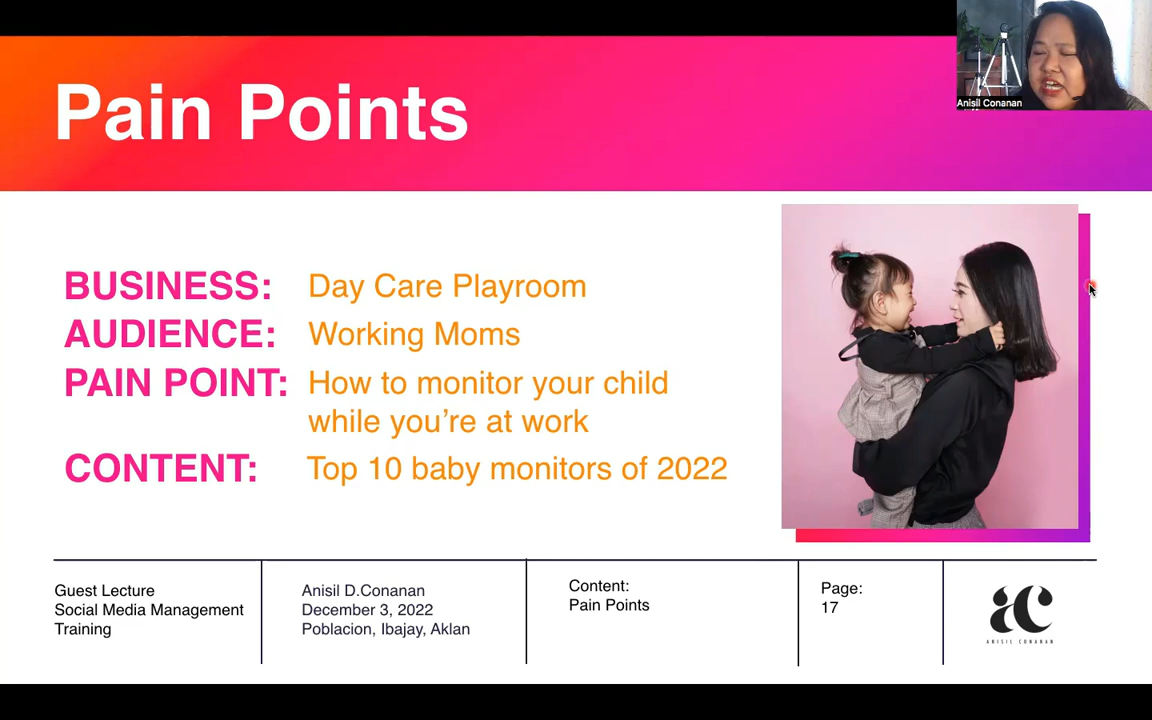 Pain Points
Anisil Conanan
BUSINESS: Day Care Playroom
AUDIENCE: Working Moms
PAIN POINT: How to monitor your child
while you’re at work
CONTENT: Top 10 baby monitors of 2022
Guest Lecture
Social Media Management
Training
Anisil D.Conanan
December 3, 2022
Poblacion, Ibajay, Aklan
Content:
Pain Points
Page:
17
ac
ANISIL CONANAN